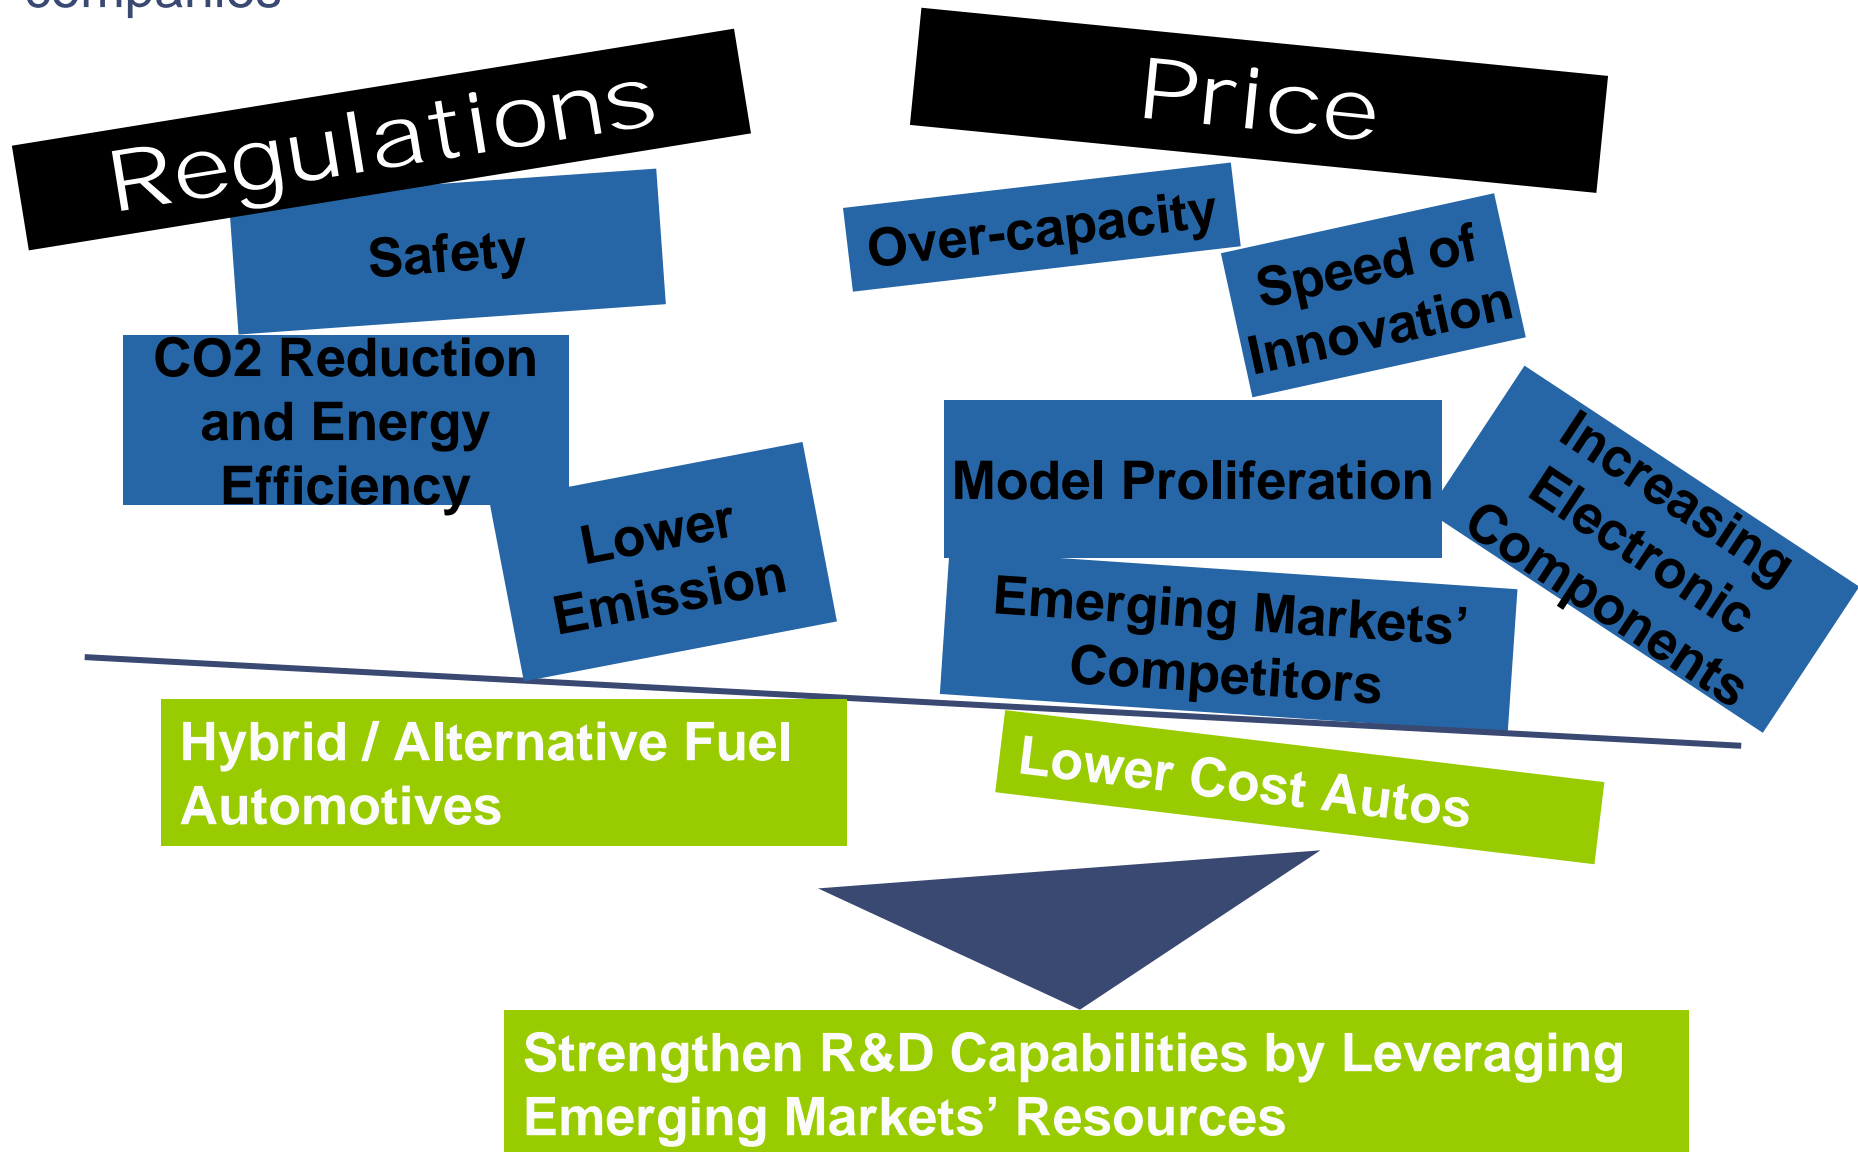 companies
Regulations
Price
Safety
Over-capacity
Speed of
Innovation
CO2 Reduction
and Energy
Efficiency
Lower
Emission
Model Proliferation
Increasing
Electronic
Components
Emerging Markets’
Competitors
Hybrid / Alternative Fuel
Automotives
Lower Cost Autos
Strengthen R&D Capabilities by Leveraging
Emerging Markets’ Resources